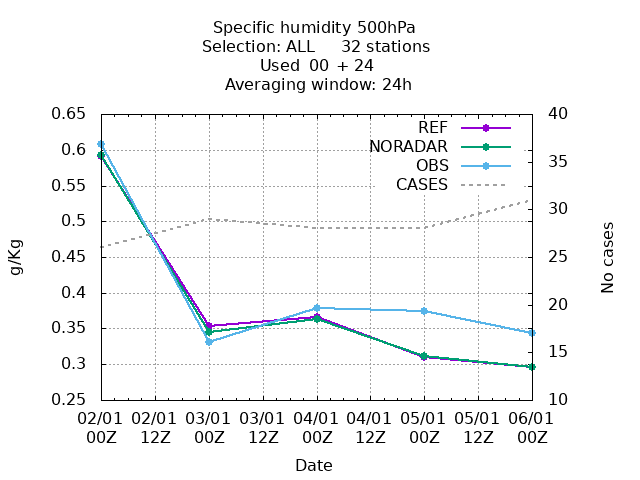 Specific humidity 500hPa
Selection: ALL 32 stations
Used 00 + 24
Averaging window: 24h
0.65
0.6
0.55
0.5
0.45
0.4
0.35
0.3
0.25
g/Kg
40
35
30
25
20
15
10
No cases
REF
NORADAR
OBS
CASES
02/01 02/01 03/01 03/01 04/01 04/01 05/01 05/01 06/01
00Z 12Z 00Z 12Z 00Z 12Z 00Z 12Z 00Z
Date